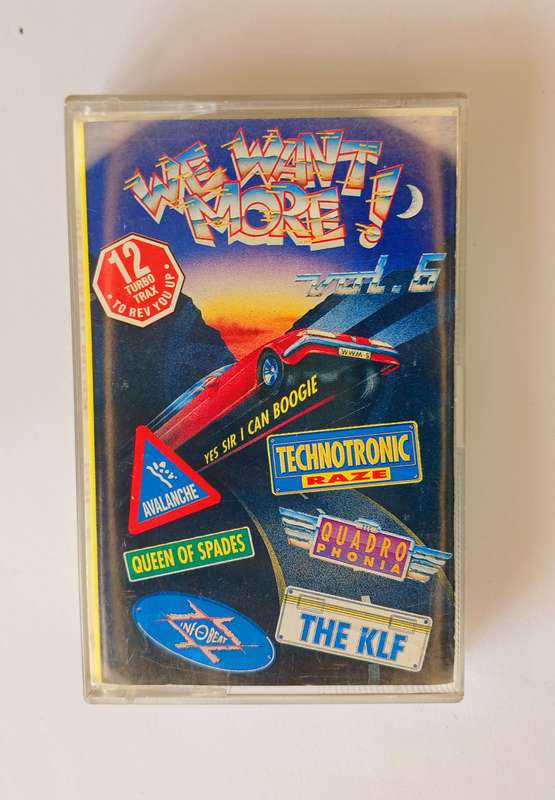 WE WANT
MORE!
vol. 5
12
TURBO
TRAX
• TO REV YOU UP •
WWM 5
YES SIR I CAN BOOGIE
TECHNOTRONIC
RAZE
AVALANCHE
QUADRO
PHONIA
QUEEN OF SPADES
INFOBEAT
THE KLF